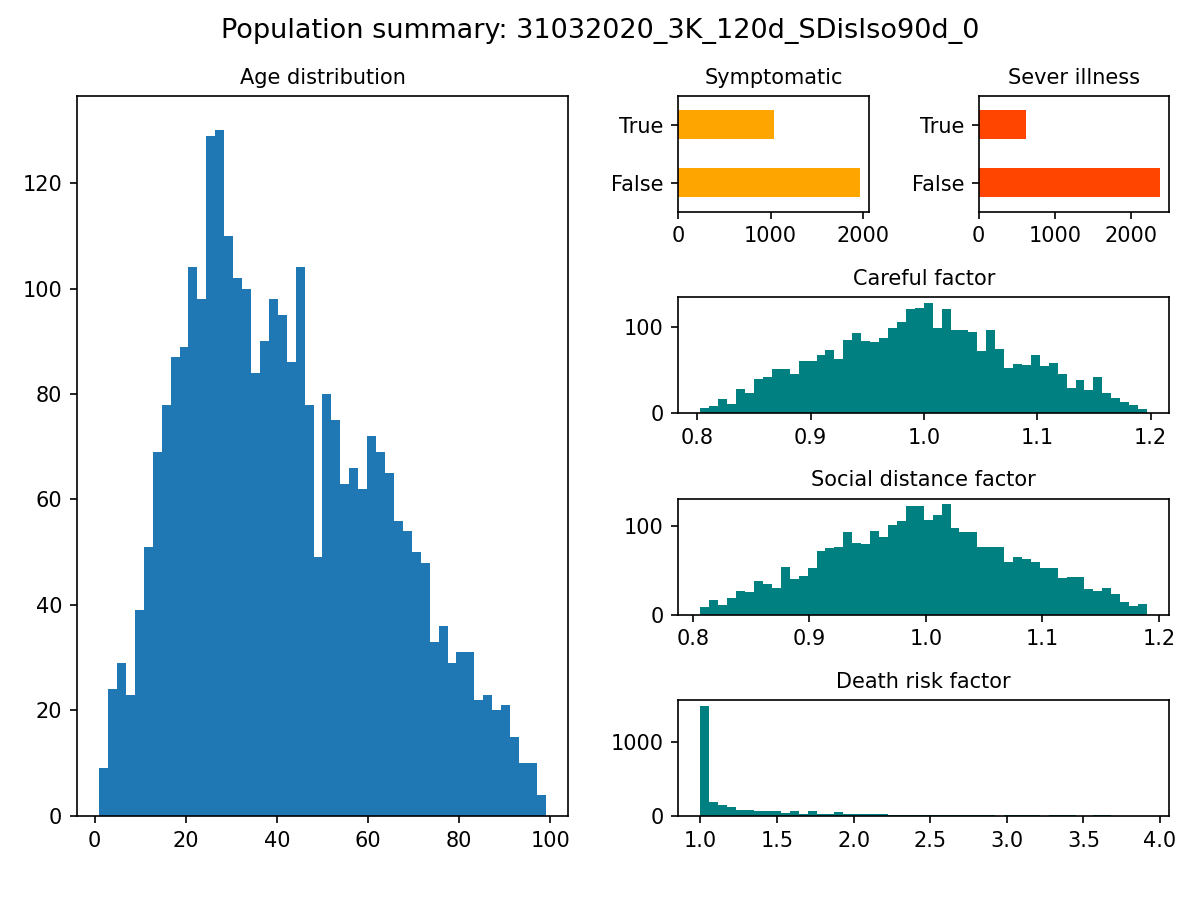 Population summary: 31032020_3K_120d_SDisIso90d_0
Age distribution
120
100
80
60
40
20
0
0 20 40 60 80 100
Symptomatic
True
False
0 1000 2000
Sever illness
True
False
0 1000 2000
Careful factor
100
0
0.8 0.9 1.0 1.1 1.2
Social distance factor
100
0
0.8 0.9 1.0 1.1 1.2
Death risk factor
1000
0
1.0 1.5 2.0 2.5 3.0 3.5 4.0